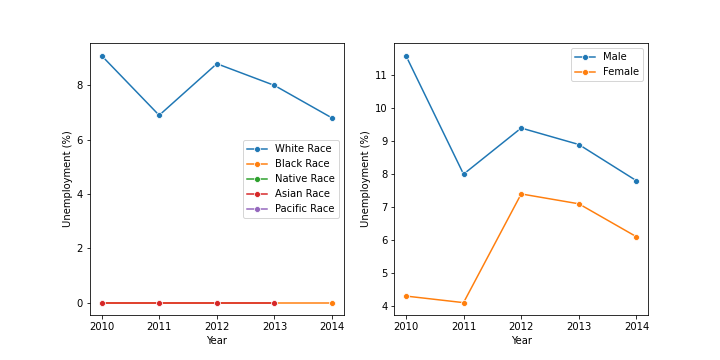 Unemployment (%)
8
6
4
2
0
2010 2011 2012 2013 2014
Year
White Race
Black Race
Native Race
Asian Race
Pacific Race
Unemployment (%)
11
10
9
8
7
6
5
4
2010 2011 2012 2013 2014
Year
Male
Female